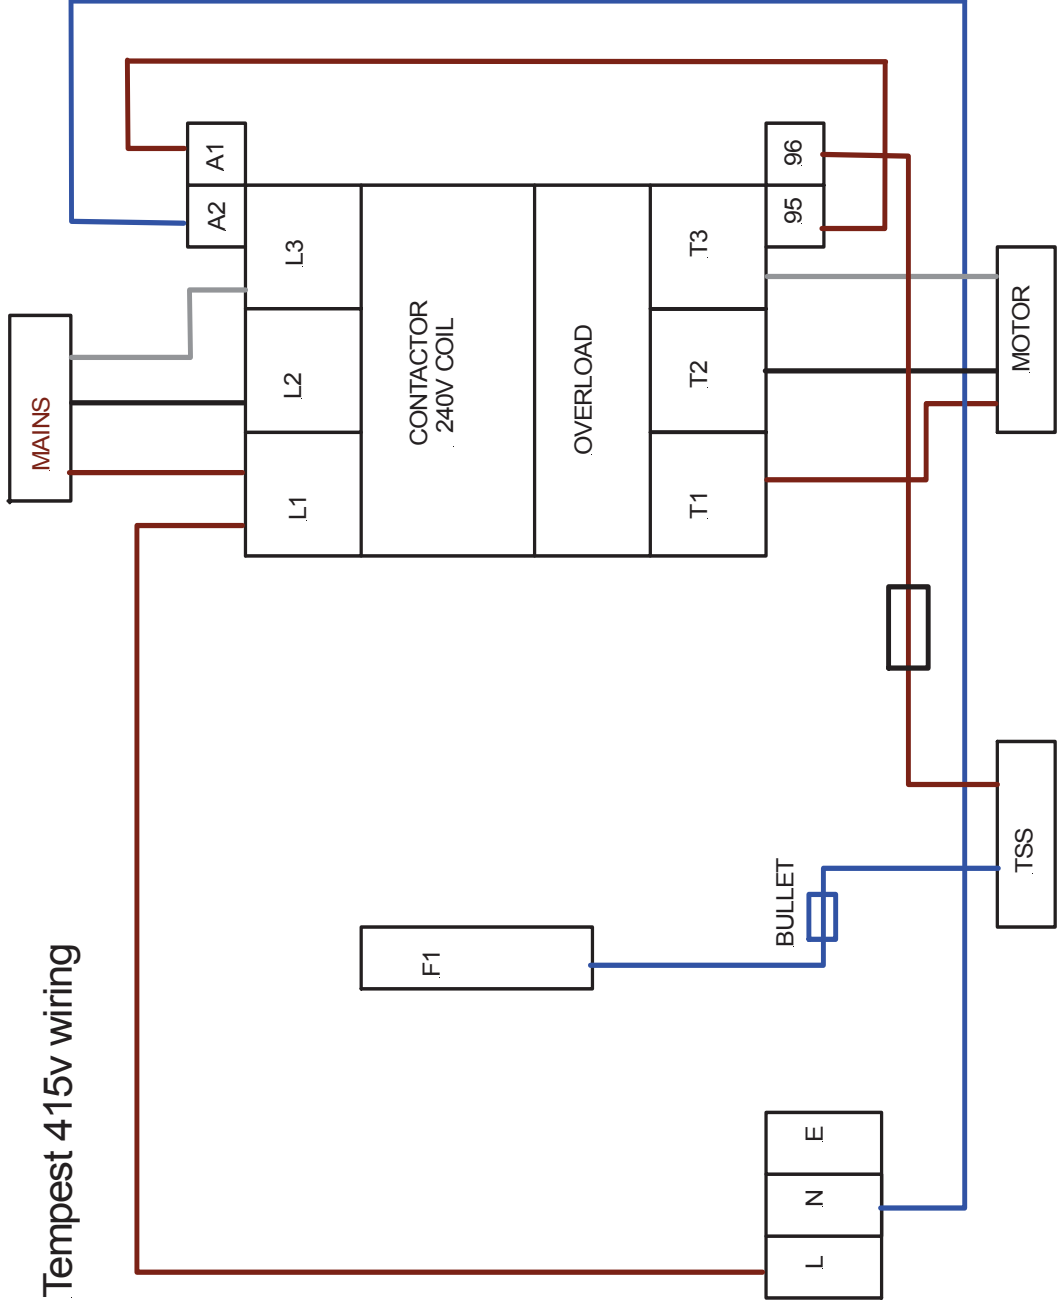 Tempest 415v wiring
MAINS
A1
A2
L3
L2
L1
CONTACTOR
240V COIL
OVERLOAD
T3
T2
T1
96
95
MOTOR
TSS
BULLET
F1
E
N
L